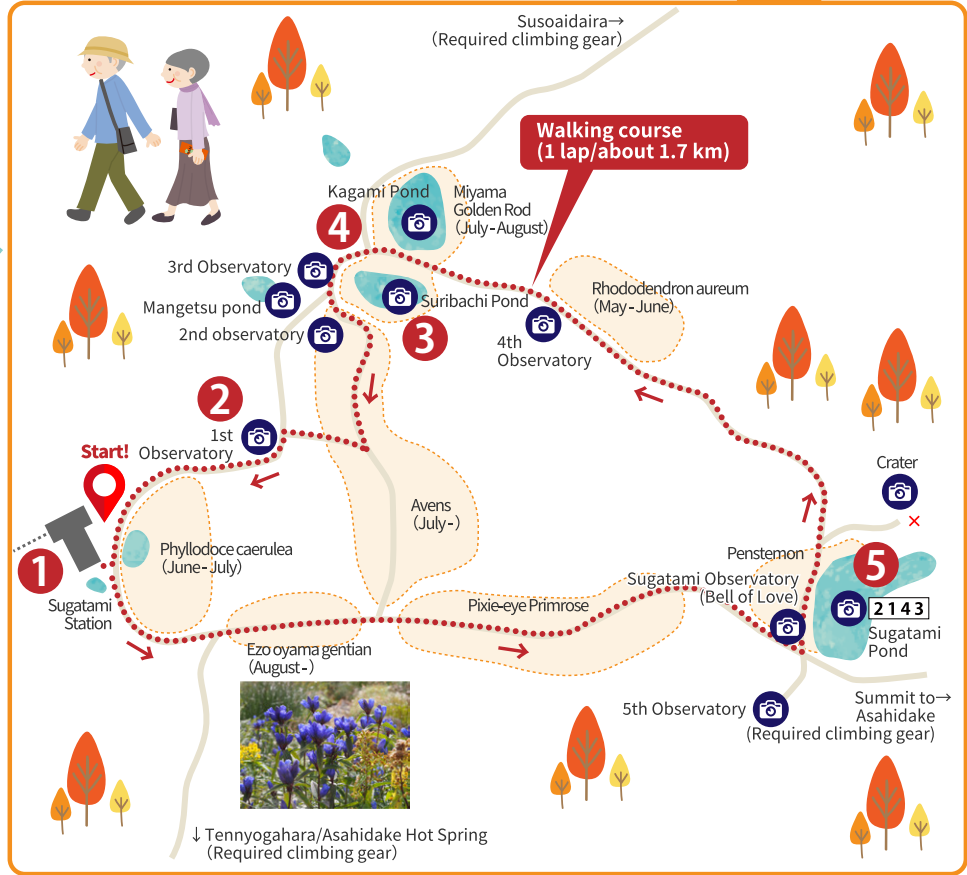 Susoaidaira→
(Required climbing gear)
Walking course
(1 lap/about 1.7 km)
Kagami Pond
Miyama
Golden Rod
(July-August)
4
3rd Observatory
Mangetsu pond
2nd observatory
Suribachi Pond
3
4th
Observatory
Rhododendron aureum
(May-June)
2
1st
Observatory
Start!
Crater
×
Avens
(July-)
1
Phyllodoce caerulea
(June-July)
Sugatami
Station
Penstemon
5
Sugatami Observatory
(Bell of Love)
2143
Sugatami
Pond
Pixie-eye Primrose
Ezo oyama gentian
(August-)
5th Observatory
Summit to→
Asahidake
(Required climbing gear)
↓ Tennyogahara/Asahidake Hot Spring
(Required climbing gear)